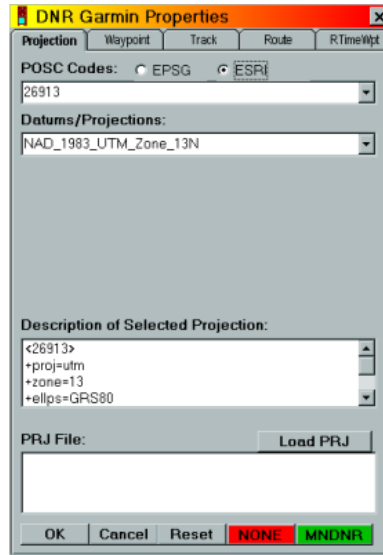 DNR Garmin Properties
Projection Waypoint Track Route RTimeWpt
POSC Codes: EPSG ESRI
26913
Datums/Projections:
NAD_1983_UTM_Zone_13N
Description of Selected Projection:
<26913>
+proj=utm
+zone=13
+ellps=GRS80
PRJ File: Load PRJ
OK Cancel Reset NONE MNDNR